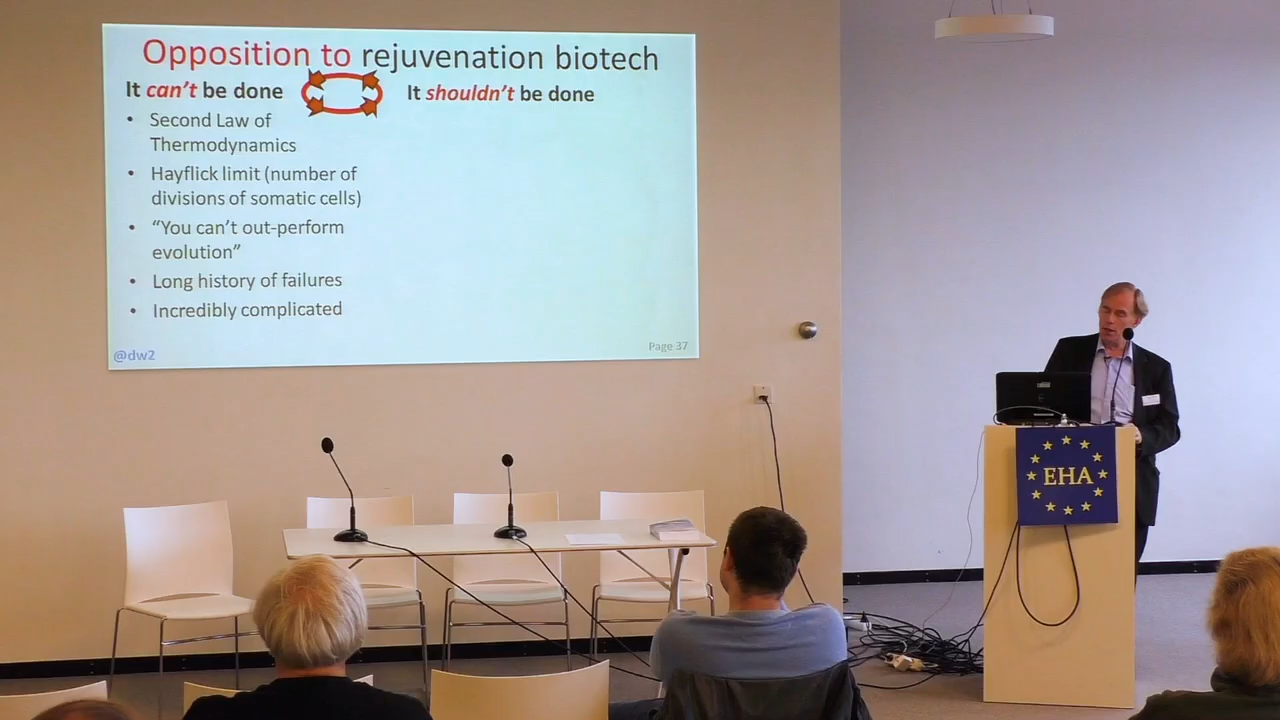 Opposition to rejuvenation biotech
It can't be done
It shouldn't be done
• Second Law of
Thermodynamics
• Hayflick limit (number of
divisions of somatic cells)
• “You can't out-perform
evolution”
• Long history of failures
• Incredibly complicated
@dw2
Page 37
EHA